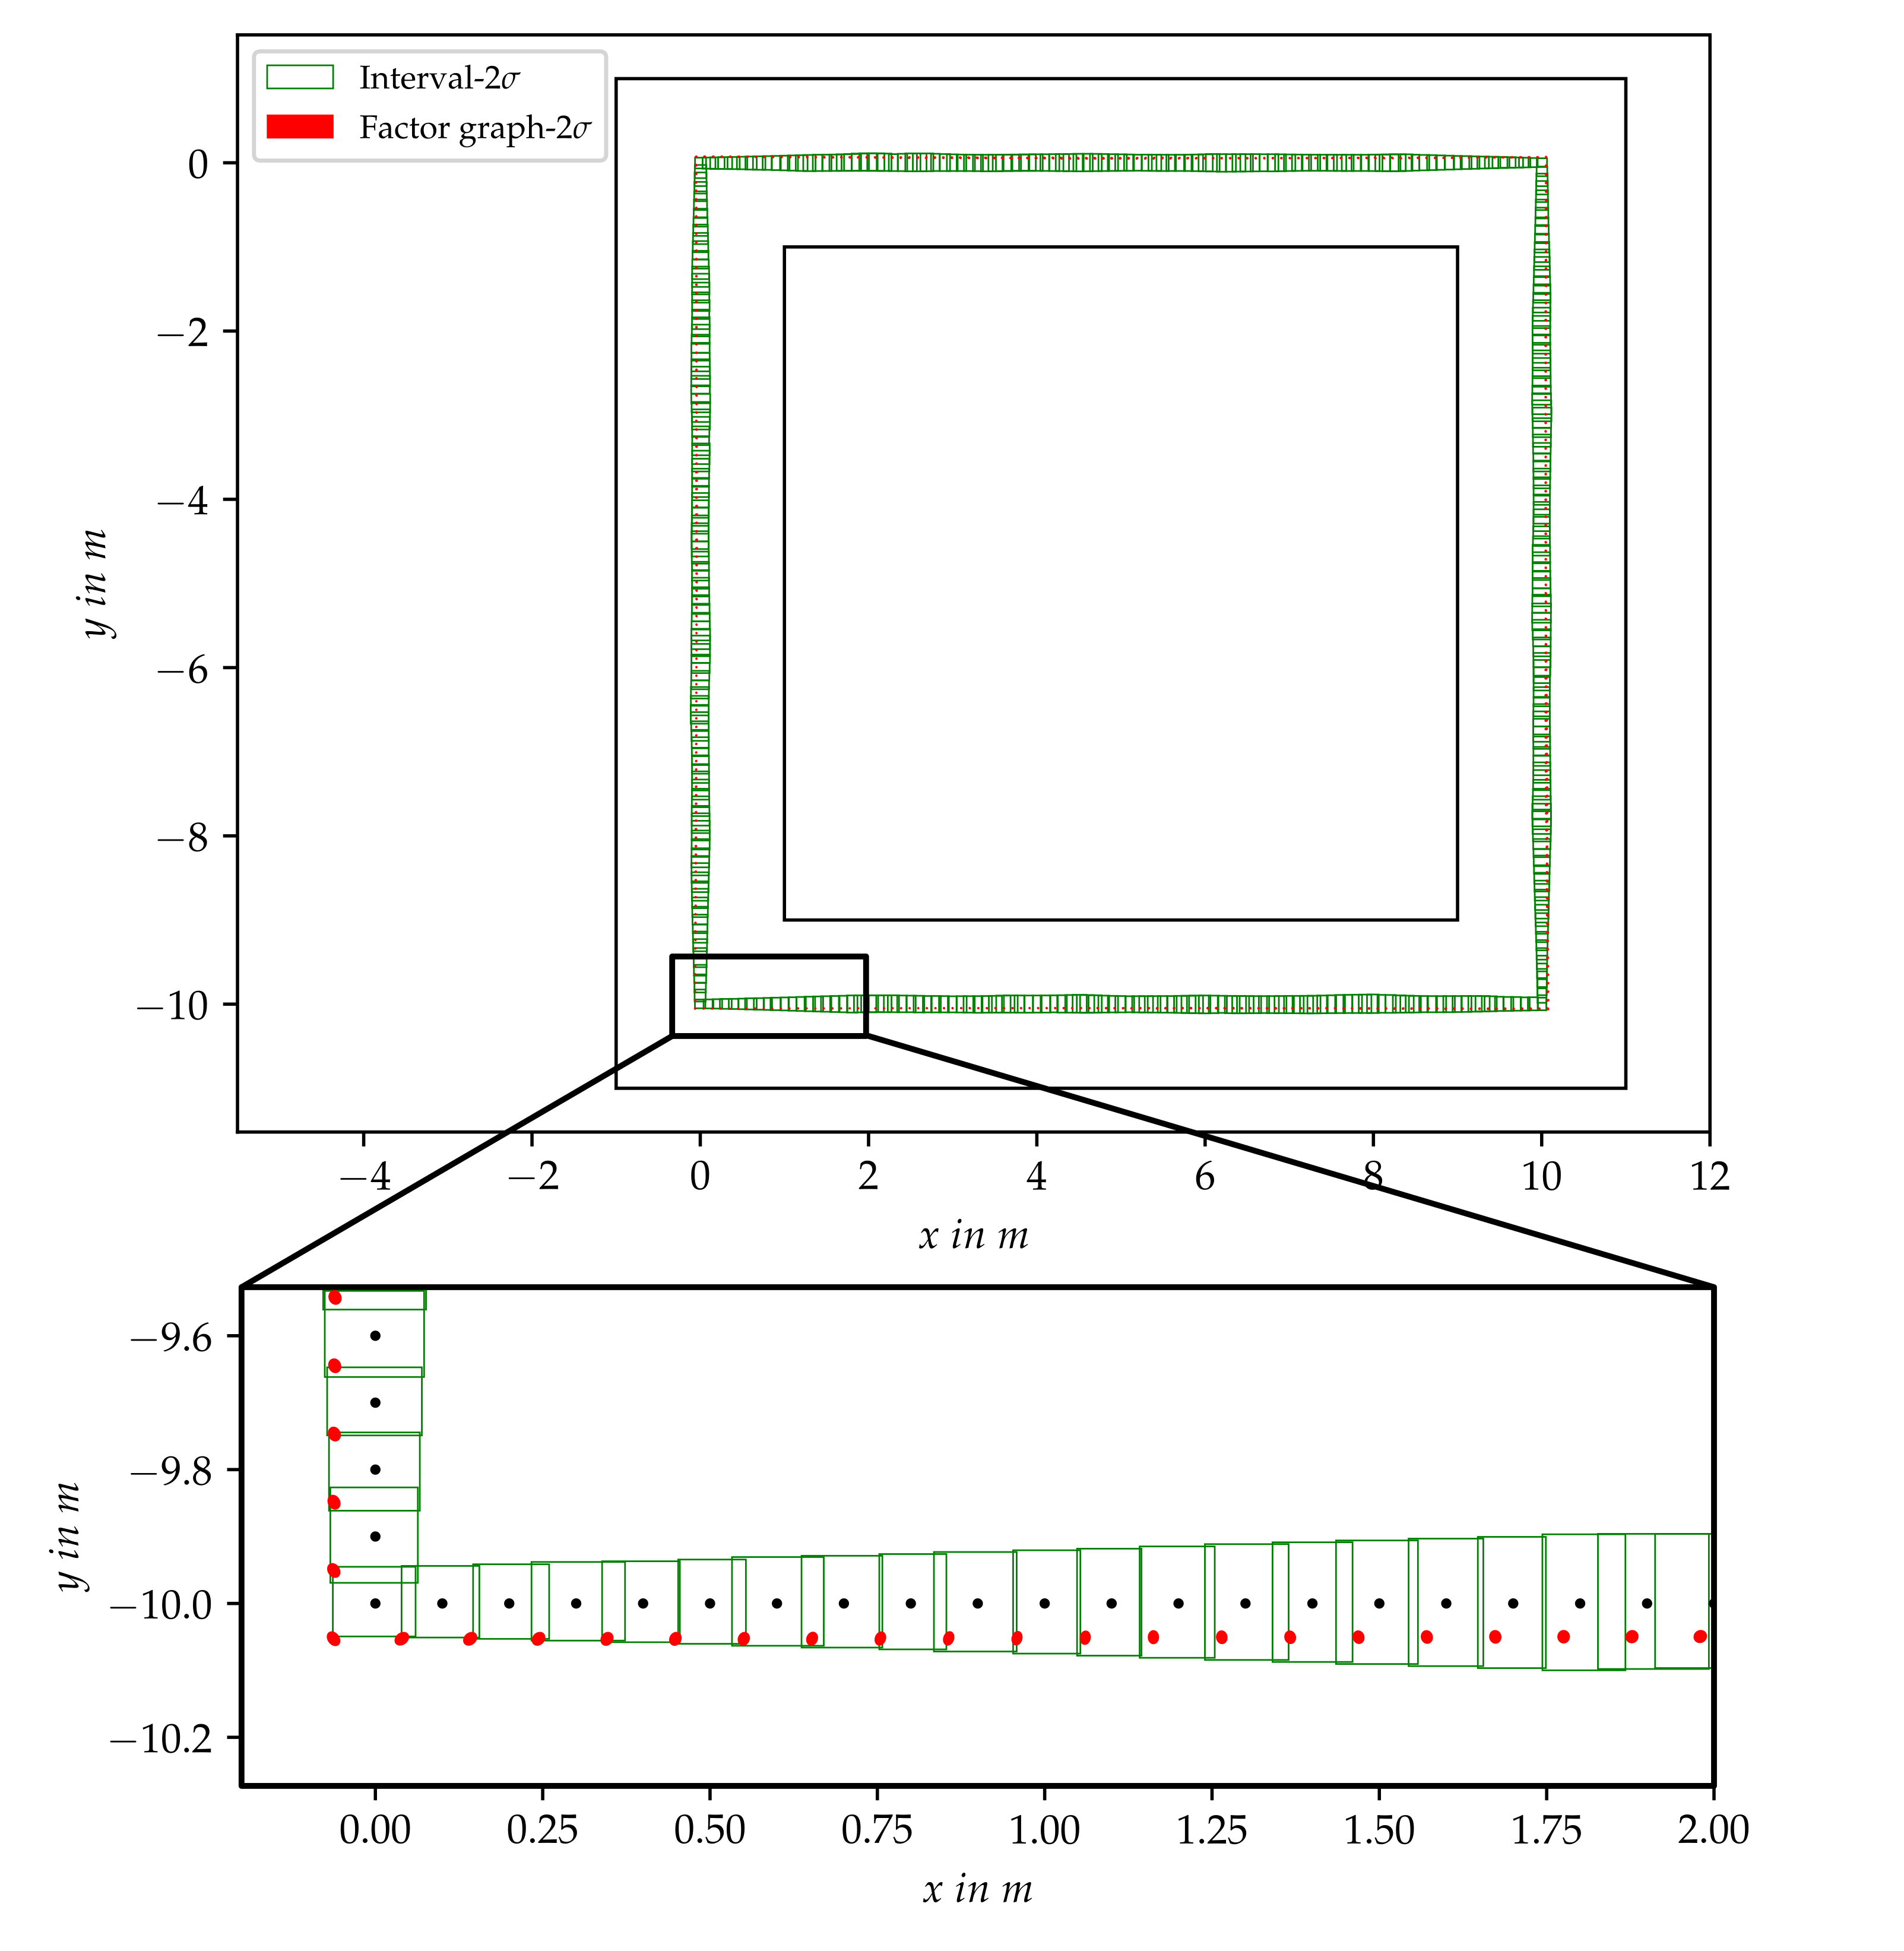 Interval-2σ
Factor graph-2σ
0
−2
−4
−6
−8
−10
y in m
−4 −2 0 2 4 6 8 10 12
x in m
−9.6
−9.8
−10.0
−10.2
y in m
0.00 0.25 0.50 0.75 1.00 1.25 1.50 1.75 2.00
x in m